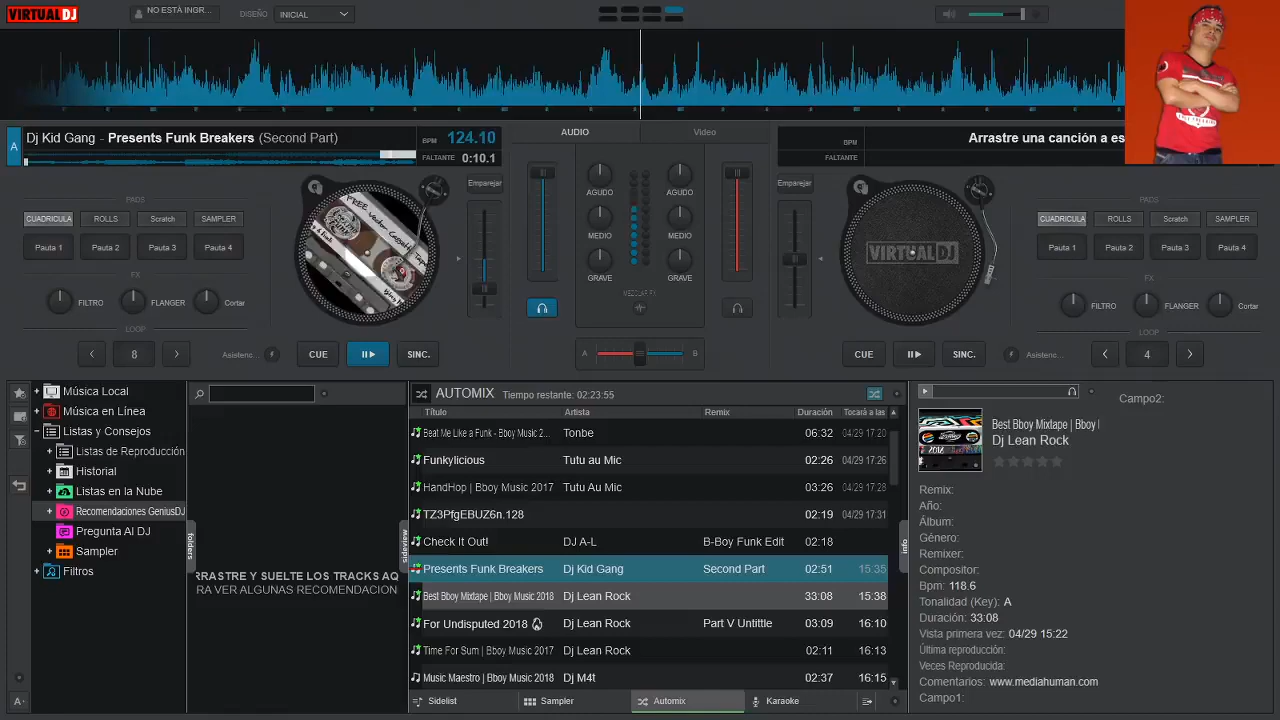 VIRTUAL DJ
NO ESTÁ INGR...
DISEÑO
INICIAL
A
Dj Kid Gang - Presents Funk Breakers (Second Part)
BPM
124.10
FALTANTE
0:10.1
AUDIO
Video
BPM
FALTANTE
Arrastre una canción a es
Emparejar
Emparejar
PADS
CUADRICULA
ROLLS
Scratch
SAMPLER
Pauta 1
Pauta 2
Pauta 3
Pauta 4
FX
FILTRO
FLANGER
Cortar
LOOP
8
Asistenc...
CUE
SINC.
FREE
AGUDO
AGUDO
MEDIO
MEDIO
GRAVE
GRAVE
MEZCLAR FX
A
B
VIRTUAL DJ
PADS
CUADRICULA
ROLLS
Scratch
SAMPLER
Pauta 1
Pauta 2
Pauta 3
Pauta 4
FX
FILTRO
FLANGER
Cortar
LOOP
CUE
SINC.
Asistenc...
4
Música Local
Música en Línea
Listas y Consejos
Listas de Reproducción
Historial
Listas en la Nube
Recomendaciones GeniusDJ
Pregunta Al DJ
Sampler
Filtros
A
folders
RRASTRE Y SUELTE LOS TRACKS AQ
RA VER ALGUNAS RECOMENDACION
sideview
AUTOMIX
Tiempo restante: 02:23:55
Título Artista Remix Duración Tocará a las
Beat Me Like a Funk - Bboy Music 2... Tonbe 06:32 04/29 17:20
Funkylicious Tutu au Mic 02:26 04/29 17:26
HandHop | Bboy Music 2017 Tutu Au Mic 03:26 04/29 17:28
TZ3PfgEBUZ6n.128 02:19 04/29 17:31
Check It Out! DJ A-L B-Boy Funk Edit 02:18
Presents Funk Breakers Dj Kid Gang Second Part 02:51 15:35
Best Bboy Mixtape | Bboy Music 2018 Dj Lean Rock 33:08 15:38
For Undisputed 2018 Dj Lean Rock Part V Untittle 03:09 16:10
Time For Sum | Bboy Music 2017 Dj Lean Rock 02:11 16:13
Music Maestro | Bboy Music 2018 Dj M4t 02:37 16:15
Sidelist
Sampler
Automix
Karaoke
info
Campo2:
Best Bboy Mixtape | Bboy
Dj Lean Rock
Remix:
Año:
Álbum:
Género:
Remixer:
Compositor:
Bpm: 118.6
Tonalidad (Key): A
Duración: 33:08
Vista primera vez: 04/29 15:22
Última reproducción:
Veces Reproducida:
Comentarios: www.mediahuman.com
Campo1: